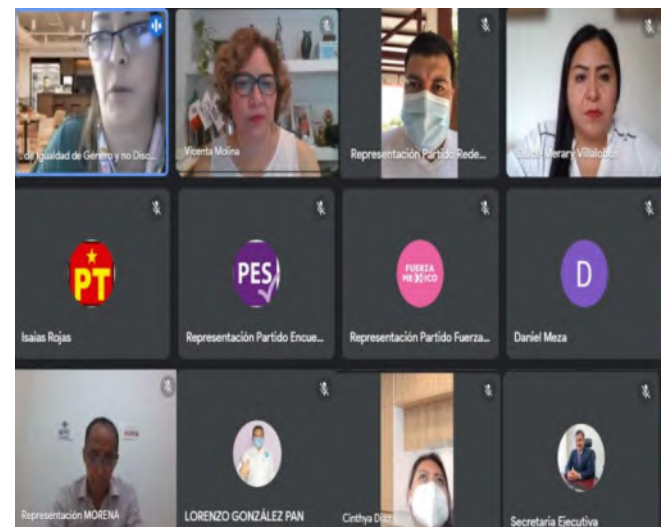 de Igualdad de Género y no Disc...
Vicenta Molina
Representación Partido Rede...
Merary Villalobos
PT
Isaias Rojas
PES
Representación Partido Encue...
FUERZA
MÉXICO
Representación Partido Fuerza...
D
Daniel Meza
Representación MORENA
LORENZO GONZÁLEZ PAN
Cinthya Díaz
Secretaria Ejecutiva